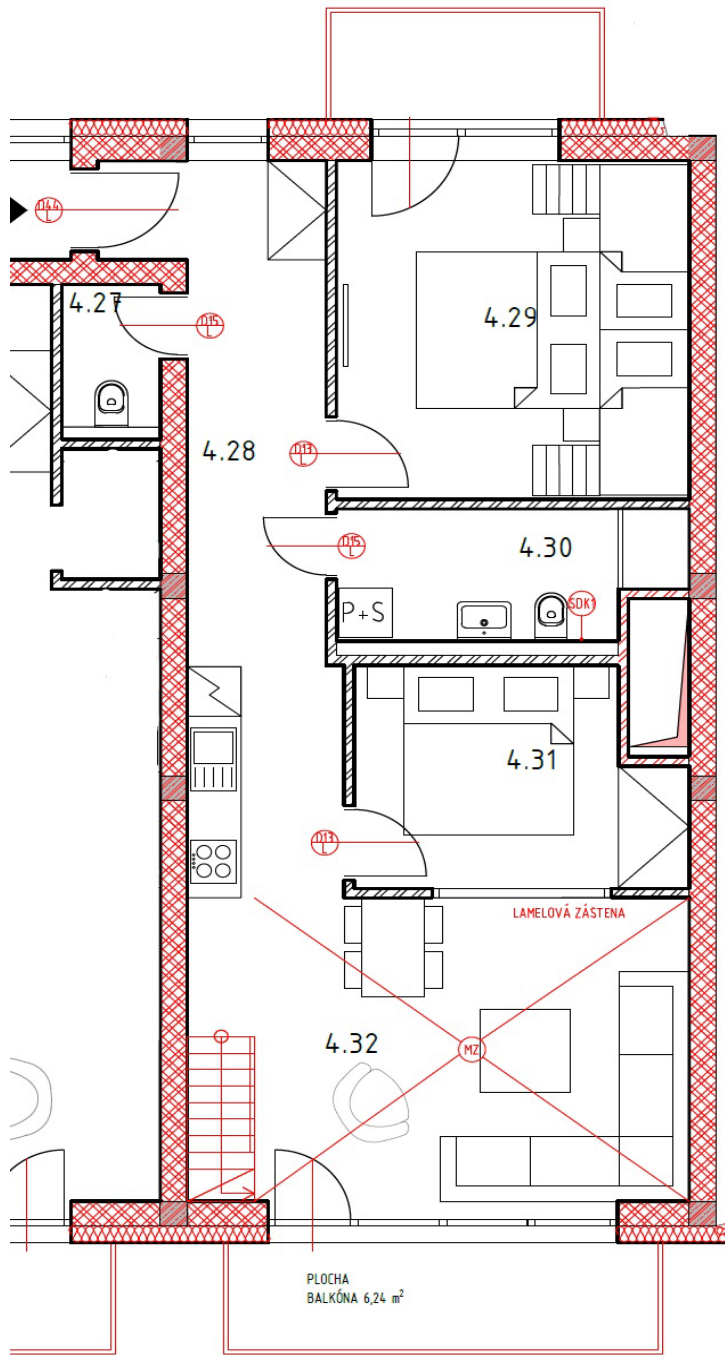 D44
L
4.27
D15
L
4.29
4.28
D13
L
D15
L
4.30
P+S
SDK1
4.31
D13
L
LAMELOVÁ ZÁSTENA
4.32
MZ
PLOCHA
BALKÓNA 6,24 m²